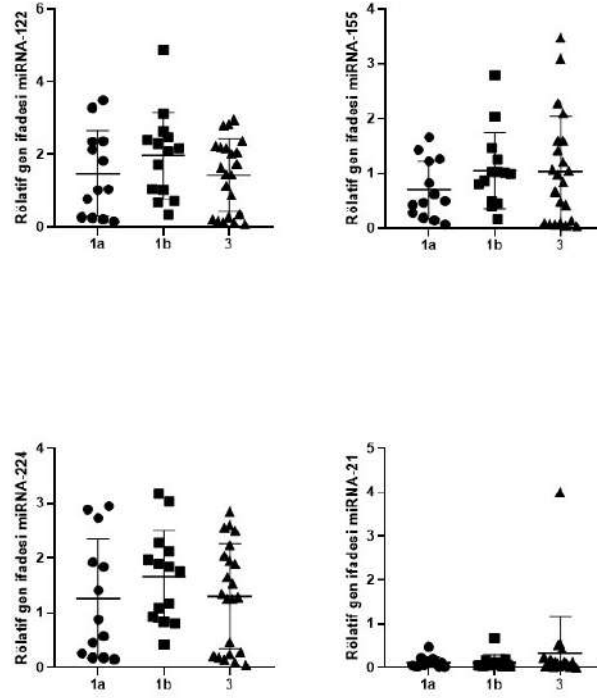 Rölatif gen ifadesi miRNA-122
6
4
2
0
1a 1b 3
Rölatif gen ifadesi miRNA-155
4
3
2
1
0
1a 1b 3
Rölatif gen ifadesi miRNA-224
4
3
2
1
0
1a 1b 3
Rölatif gen ifadesi miRNA-21
5
4
3
2
1
0
1a 1b 3